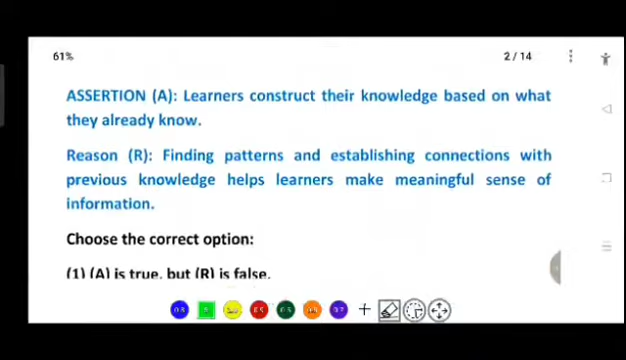 61%
2 / 14
ASSERTION (A): Learners construct their knowledge based on what
they already know.
Reason (R): Finding patterns and establishing connections with
previous knowledge helps learners make meaningful sense of
information.
Choose the correct option:
(1) (A) is true, but (R) is false.